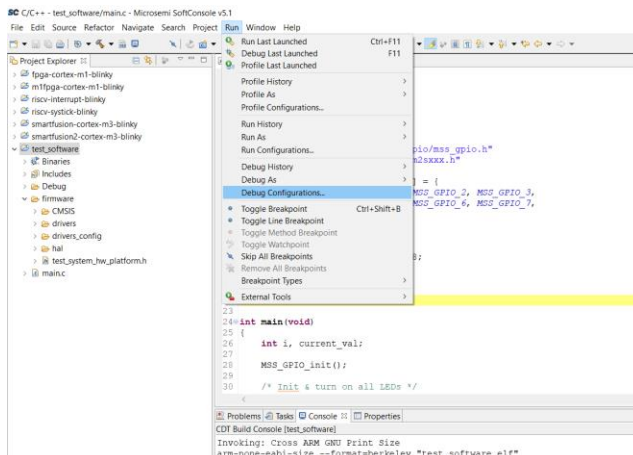 C/C++ - test_software/main.c - Microsemi SoftConsole v5.1
File Edit Source Refactor Navigate Search Project Run Window Help
Project Explorer
fpga-cortex-m1-blinky
m1fpga-cortex-m1-blinky
riscv-interrupt-blinky
riscv-systick-blinky
smartfusion-cortex-m3-blinky
smartfusion2-cortex-m3-blinky
test_software
Binaries
Includes
Debug
firmware
CMSIS
drivers
drivers_config
hal
test_system_hw_platform.h
main.c
Run Last Launched Ctrl+F11
Debug Last Launched F11
Profile Last Launched
Profile History
Profile As
Profile Configurations...
Run History
Run As
Run Configurations...
Debug History
Debug As
Debug Configurations...
Toggle Breakpoint Ctrl+Shift+B
Toggle Line Breakpoint
Toggle Method Breakpoint
Toggle Watchpoint
Skip All Breakpoints
Remove All Breakpoints
Breakpoint Types
External Tools
pio/mss_gpio.h"
m2sxxx.h"
] = {
MSS_GPIO_2, MSS_GPIO_3,
MSS_GPIO_6, MSS_GPIO_7,
8;
23
24 int main(void)
25 {
26 int i, current_val;
27
28 MSS_GPIO_init();
29
30 /* Init & turn on all LEDs */
Problems Tasks Console Properties
CDT Build Console [test_software]
Invoking: Cross ARM GNU Print Size
arm-none-eabi-size --format=berkeley "test_software.elf"